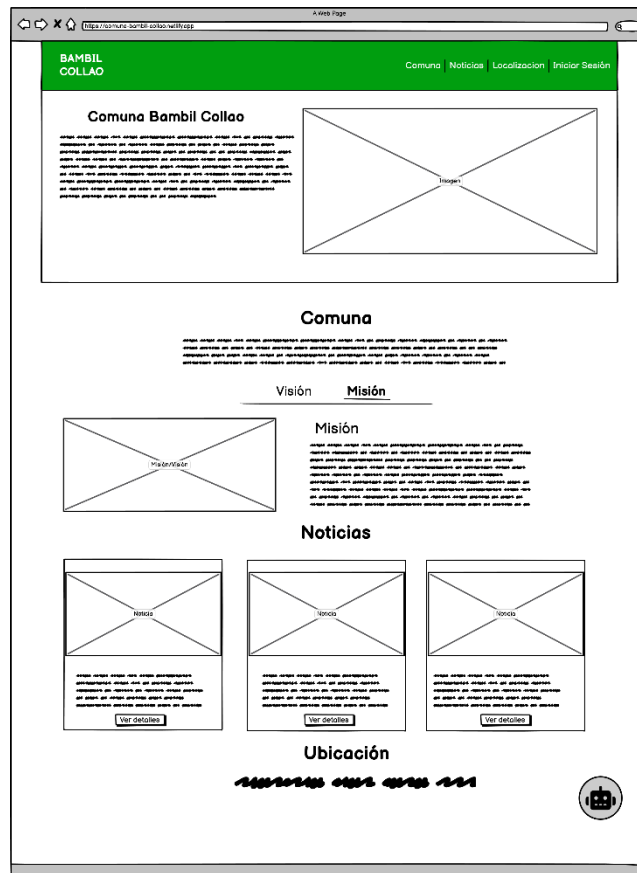 A Web Page
https://comuna-bambil-collao.netlify.app
BAMBIL
COLLAO
Comuna | Noticias | Localizacion | Iniciar Sesión
Comuna Bambil Collao
Imagen
Comuna
Visión Misión
Misión/Visión
Misión
Noticias
Noticia Noticia Noticia
Ver detalles Ver detalles Ver detalles
Ubicación